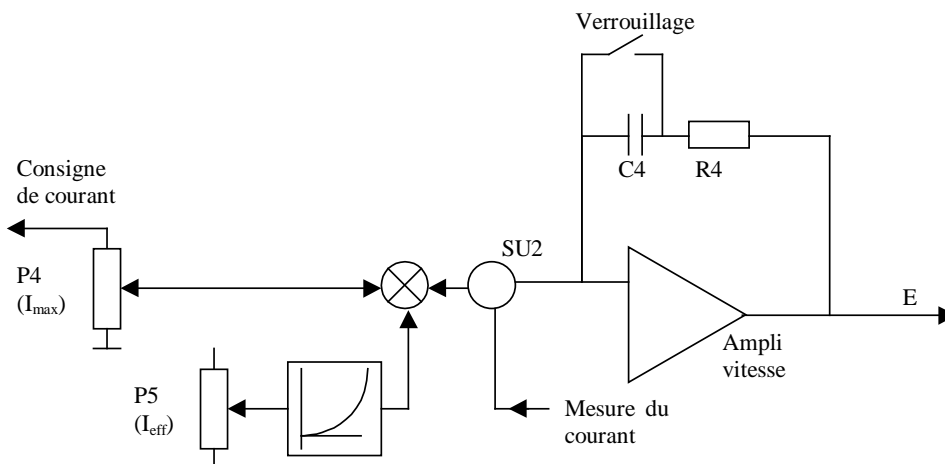 Verrouillage
Consigne
de courant
C4
R4
SU2
P4
(Imax)
E
Ampli
vitesse
P5
(Ieff)
Mesure du
courant